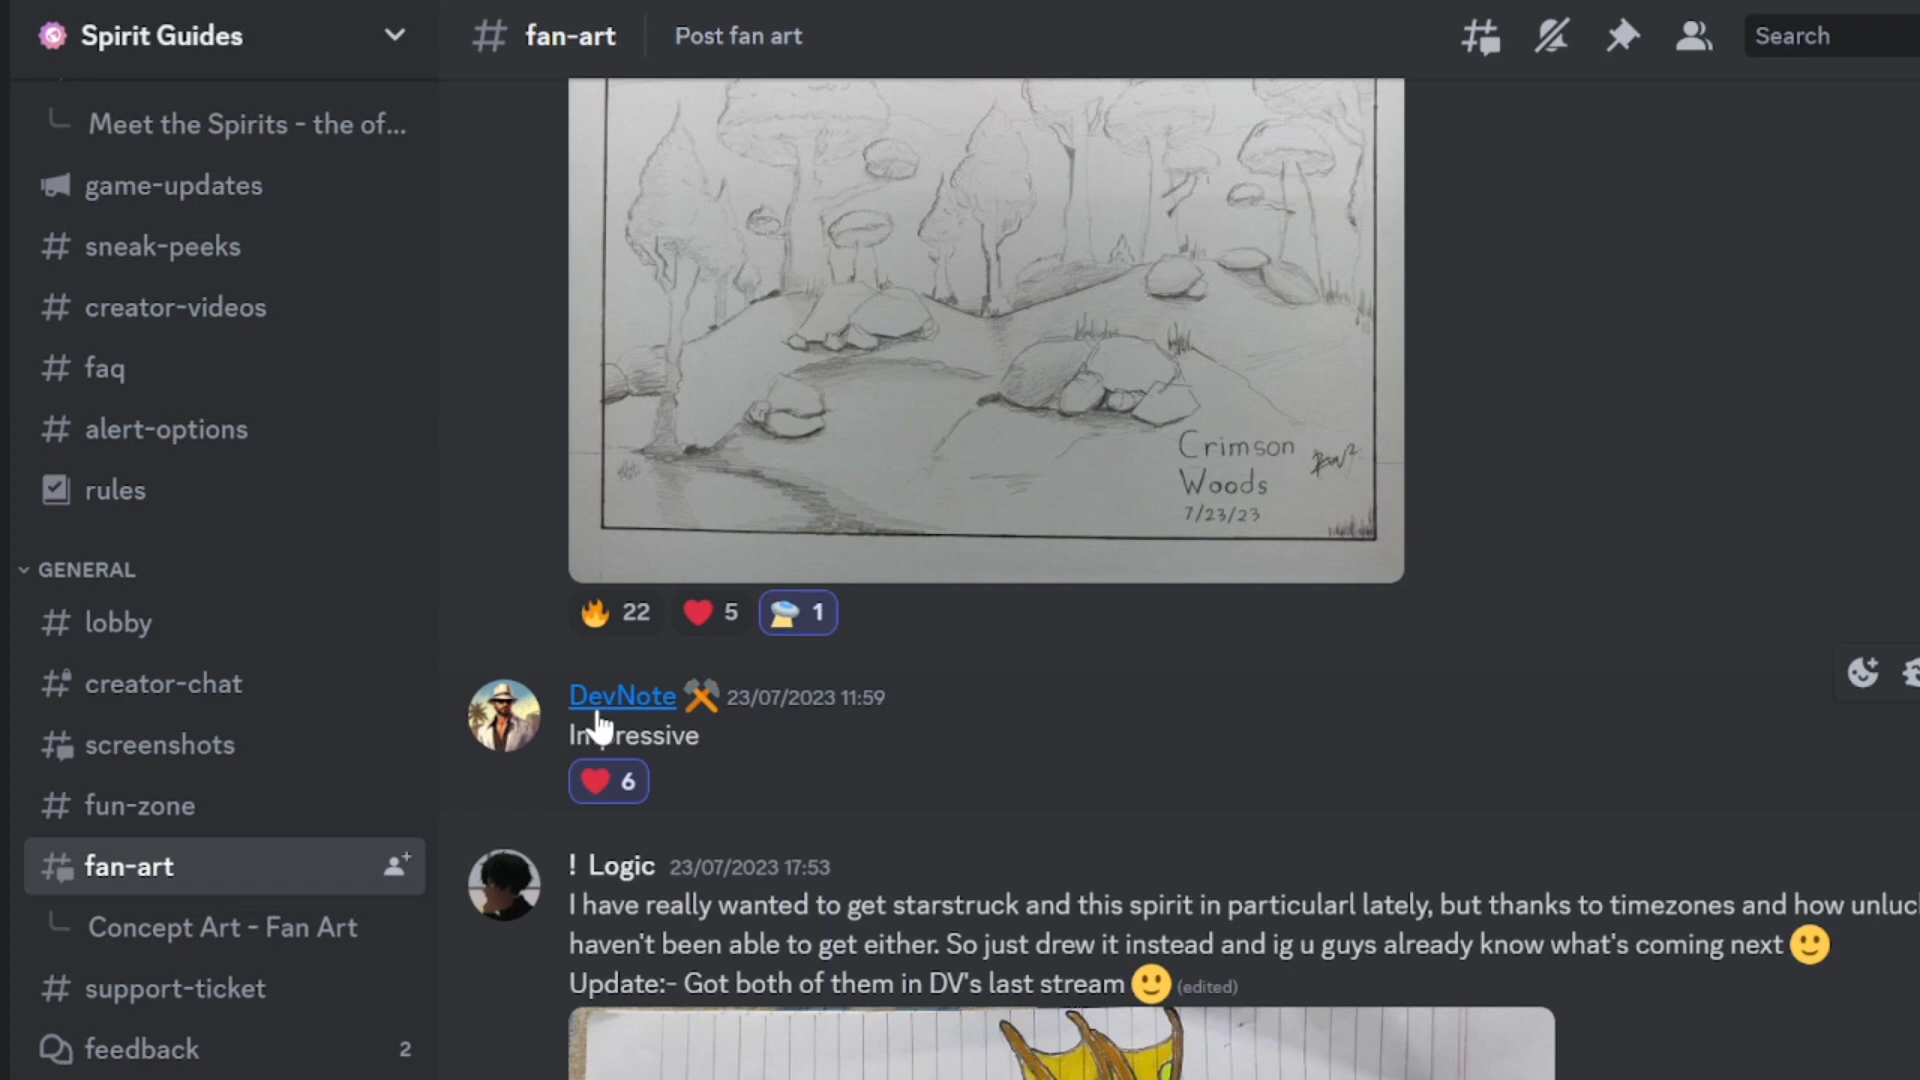 Spirit Guides
Meet the Spirits - the of...
game-updates
sneak-peeks
creator-videos
faq
alert-options
rules
GENERAL
lobby
creator-chat
screenshots
fun-zone
fan-art
Concept Art - Fan Art
support-ticket
feedback 2
fan-art Post fan art
Search
Crimson
Woods
7/23/23
22 5 1
DevNote 23/07/2023 11:59
6
! Logic 23/07/2023 17:53
I have really wanted to get starstruck and this spirit in particularl lately, but thanks to timezones and how
haven't been able to get either. So just drew it instead and ig u guys already know what's coming next
Update:- Got both of them in DV's last stream (edited)